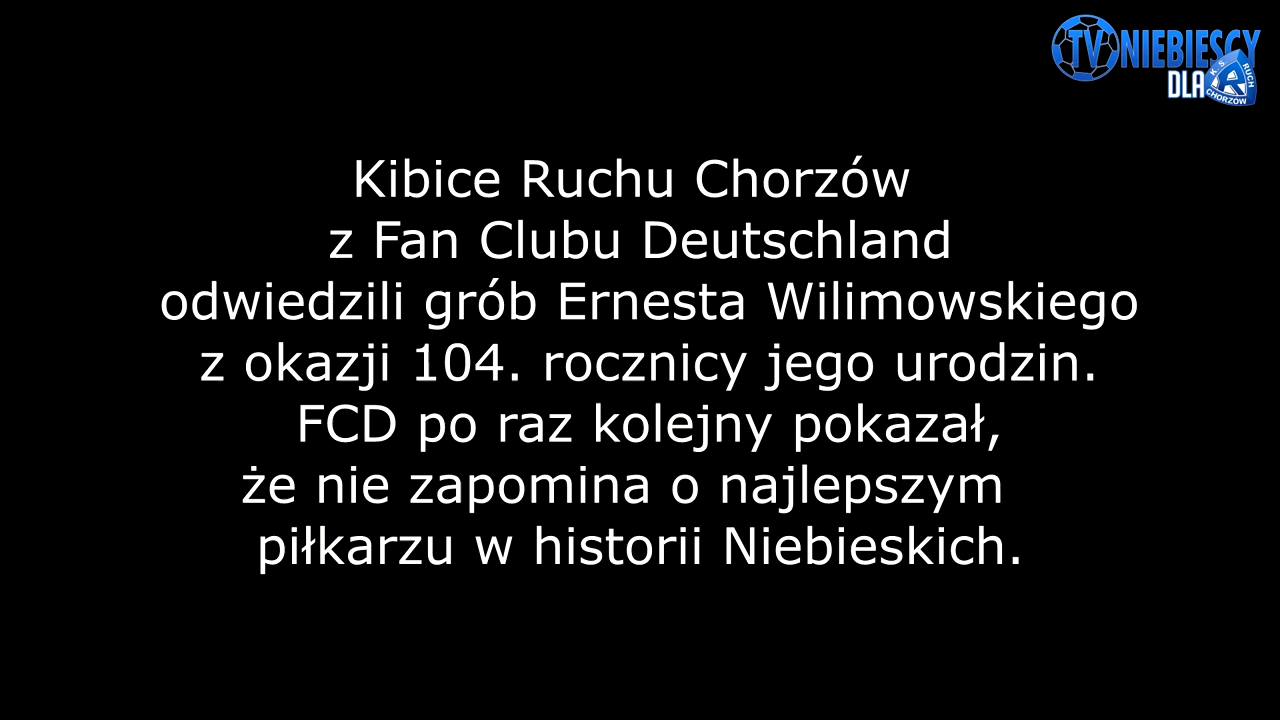 TV NIEBIESCY
DLA
K.S. RUCH
CHORZÓW
Kibice Ruchu Chorzów
z Fan Clubu Deutschland
odwiedzili grób Ernesta Wilimowskiego
z okazji 104. rocznicy jego urodzin.
FCD po raz kolejny pokazał,
że nie zapomina o najlepszym
piłkarzu w historii Niebieskich.